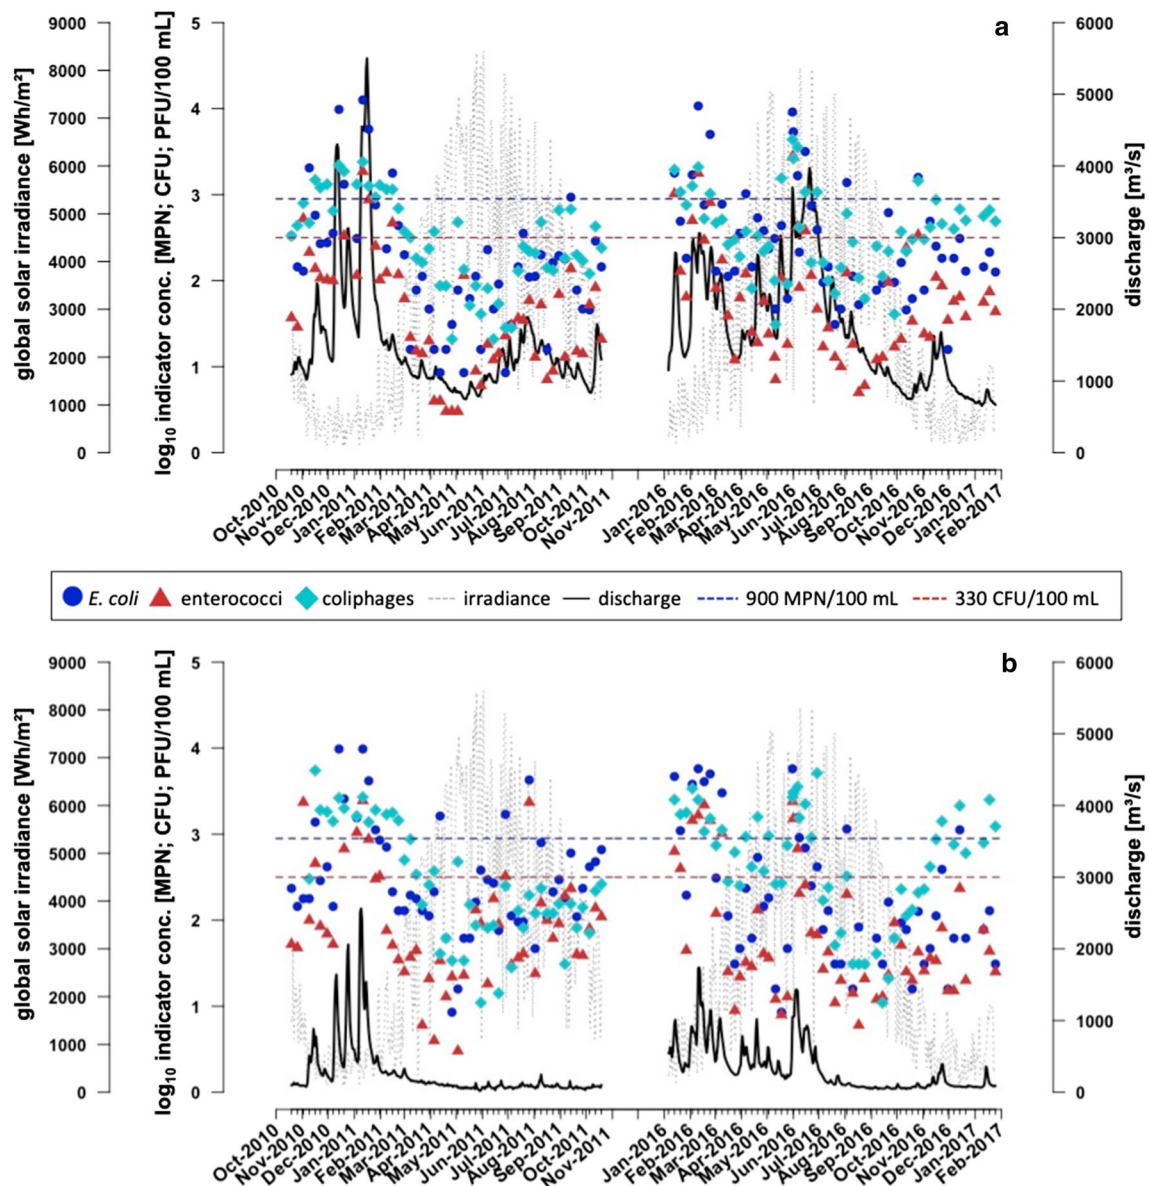 a
global solar irradiance [Wh/m²]
9000
8000
7000
6000
5000
4000
3000
2000
1000
0
log10 indicator conc. [MPN; CFU; PFU/100 mL]
5
4
3
2
1
0
discharge [m³/s]
6000
5000
4000
3000
2000
1000
0
Oct-2010
Nov-2010
Dec-2010
Jan-2011
Feb-2011
Mar-2011
Apr-2011
May-2011
Jun-2011
Jul-2011
Aug-2011
Sep-2011
Oct-2011
Nov-2011
Jan-2016
Feb-2016
Mar-2016
Apr-2016
May-2016
Jun-2016
Jul-2016
Aug-2016
Sep-2016
Oct-2016
Nov-2016
Dec-2016
Jan-2017
Feb-2017
E. coli enterococci coliphages irradiance discharge 900 MPN/100 mL 330 CFU/100 mL
b
global solar irradiance [Wh/m²]
9000
8000
7000
6000
5000
4000
3000
2000
1000
0
log10 indicator conc. [MPN; CFU; PFU/100 mL]
5
4
3
2
1
0
discharge [m³/s]
6000
5000
4000
3000
2000
1000
0
Oct-2010
Nov-2010
Dec-2010
Jan-2011
Feb-2011
Mar-2011
Apr-2011
May-2011
Jun-2011
Jul-2011
Aug-2011
Sep-2011
Oct-2011
Nov-2011
Jan-2016
Feb-2016
Mar-2016
Apr-2016
May-2016
Jun-2016
Jul-2016
Aug-2016
Sep-2016
Oct-2016
Nov-2016
Dec-2016
Jan-2017
Feb-2017